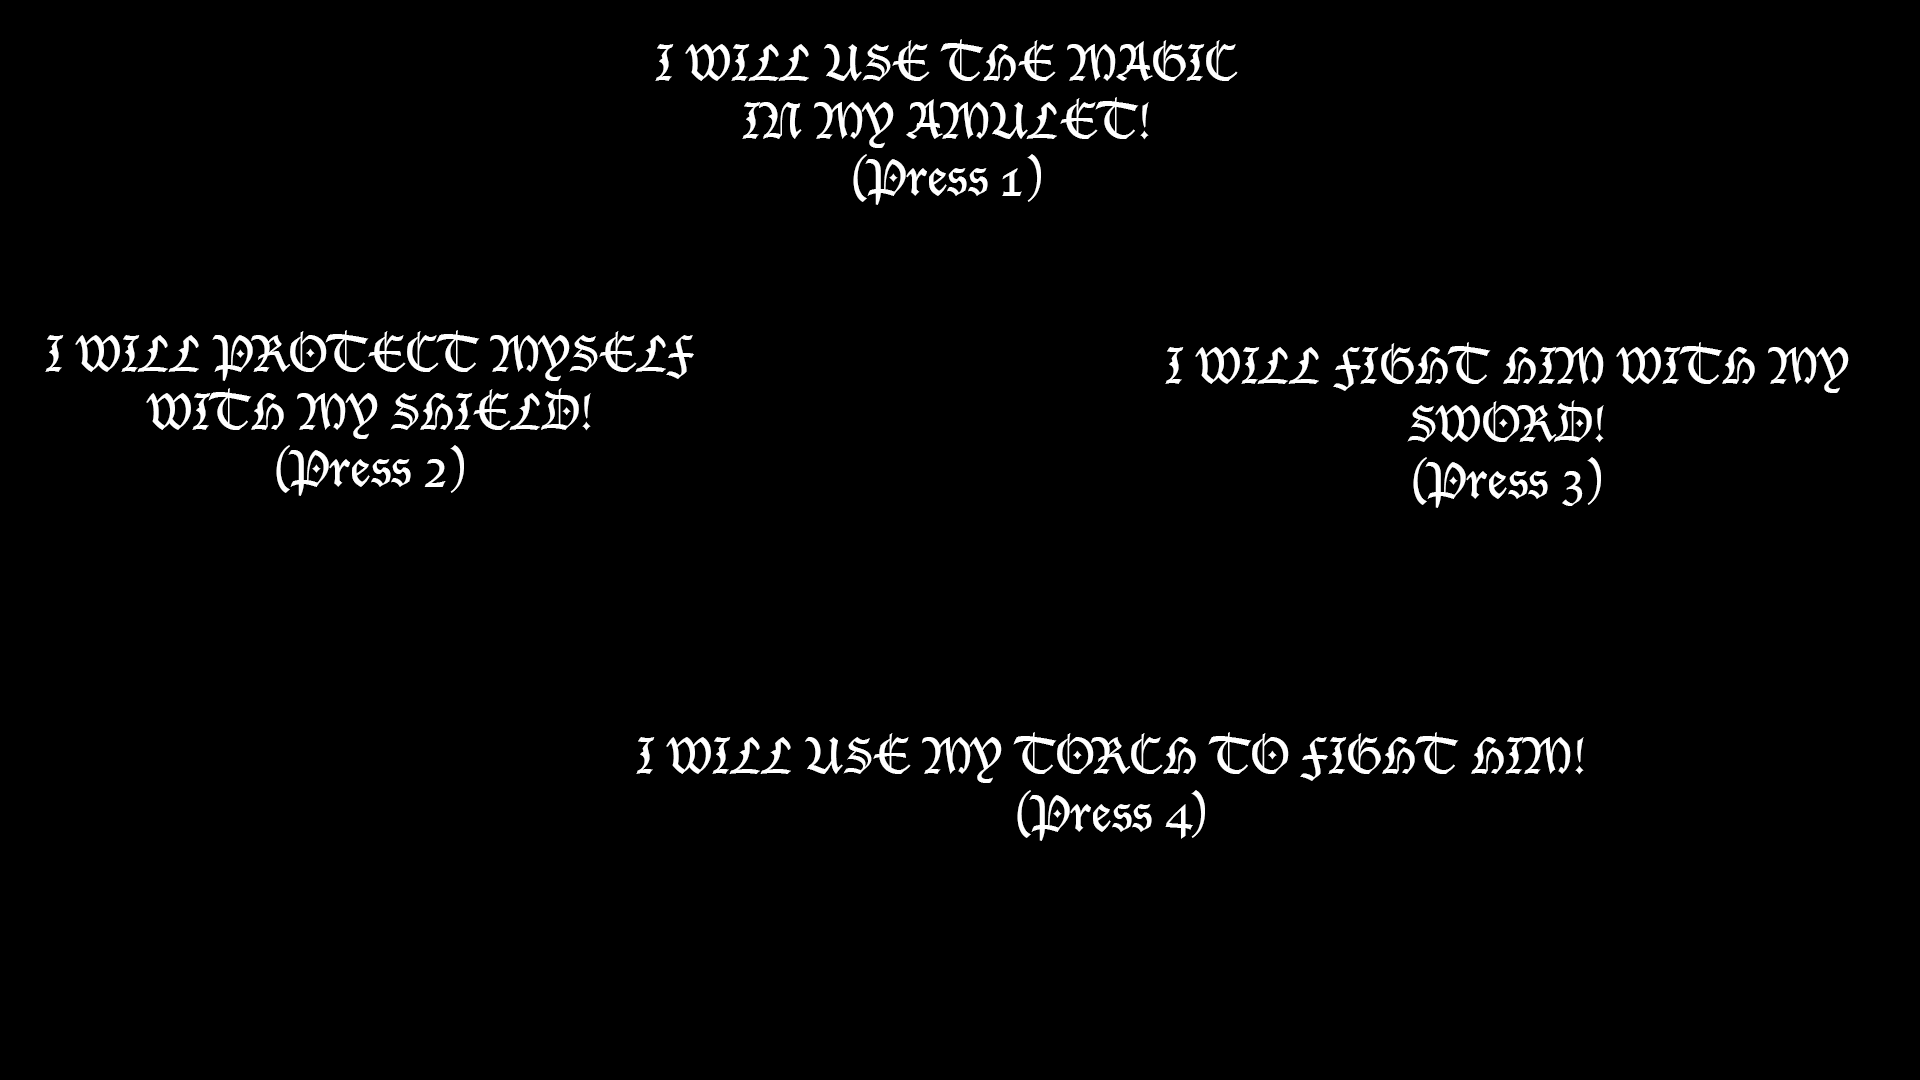 I WILL USE THE MAGIC
IN MY AMULET!
(Press 1)
I WILL PROTECT MYSELF
WITH MY SHIELD!
(Press 2)
I WILL FIGHT HIM WITH MY
SWORD!
(Press 3)
I WILL USE MY TORCH TO FIGHT HIM!
(Press 4)